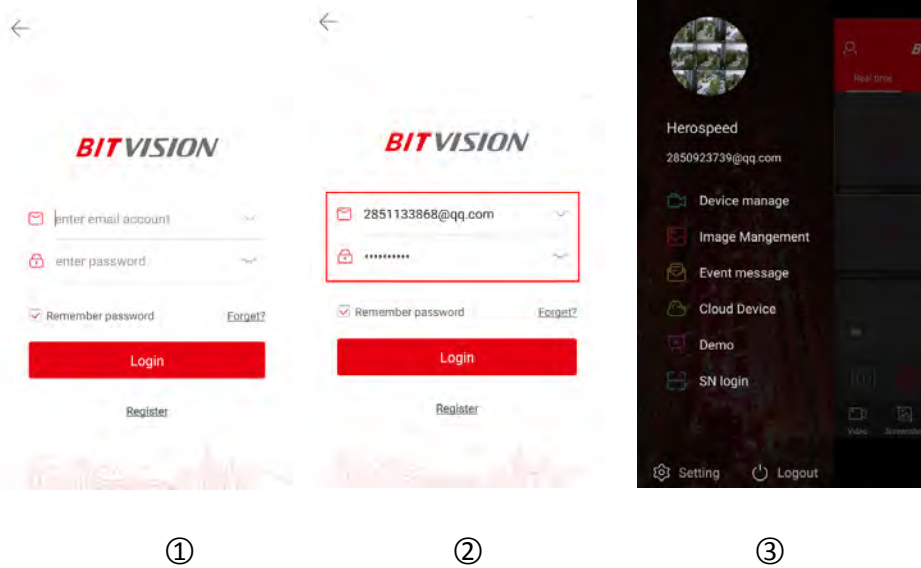 BITVISION
enter email account
enter password
Remember password
Forget?
Login
Register
BITVISION
2851133868@qq.com
••••••••••
Remember password
Forget?
Login
Register
Herospeed
2850923739@qq.com
Device manage
Image Mangement
Event message
Cloud Device
Demo
SN login
Setting
Logout
B
Real time
Video
Screensh
①
②
③